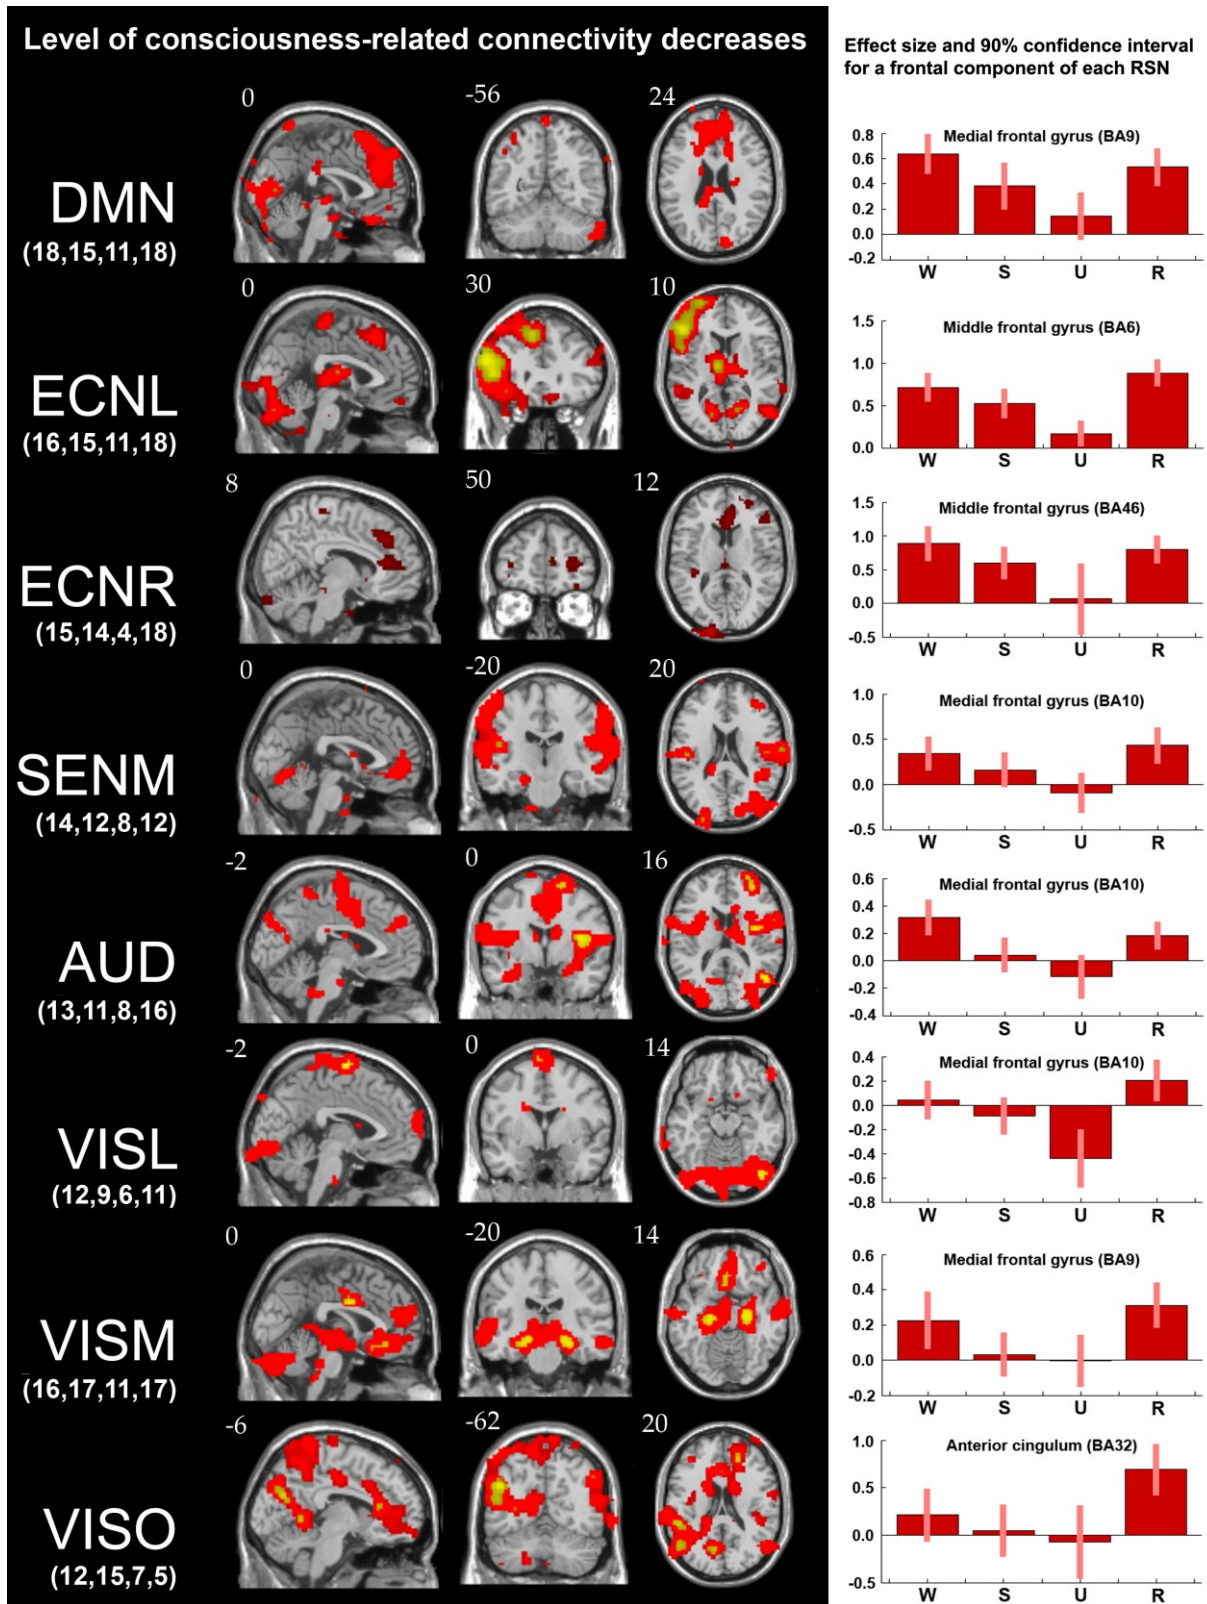 Level of consciousness-related connectivity decreases
Effect size and 90% confidence interval
for a frontal component of each RSN
DMN
(18,15,11,18)
0
-56
24
Medial frontal gyrus (BA9)
0.8
0.6
0.4
0.2
0.0
-0.2
W S U R
ECNL
(16,15,11,18)
0
30
10
Middle frontal gyrus (BA6)
1.5
1.0
0.5
0.0
W S U R
ECNR
(15,14,4,18)
8
50
12
Middle frontal gyrus (BA46)
1.5
1.0
0.5
0.0
-0.5
W S U R
SENM
(14,12,8,12)
0
-20
20
Medial frontal gyrus (BA10)
1.0
0.5
0.0
-0.5
W S U R
AUD
(13,11,8,16)
-2
0
16
Medial frontal gyrus (BA10)
0.6
0.4
0.2
0.0
-0.2
-0.4
W S U R
VISL
(12,9,6,11)
-2
0
14
Medial frontal gyrus (BA10)
0.4
0.2
0.0
-0.2
-0.4
-0.6
-0.8
W S U R
VISM
(16,17,11,17)
0
-20
14
Medial frontal gyrus (BA9)
0.6
0.4
0.2
0.0
-0.2
W S U R
VISO
(12,15,7,5)
-6
-62
20
Anterior cingulum (BA32)
1.0
0.5
0.0
-0.5
W S U R